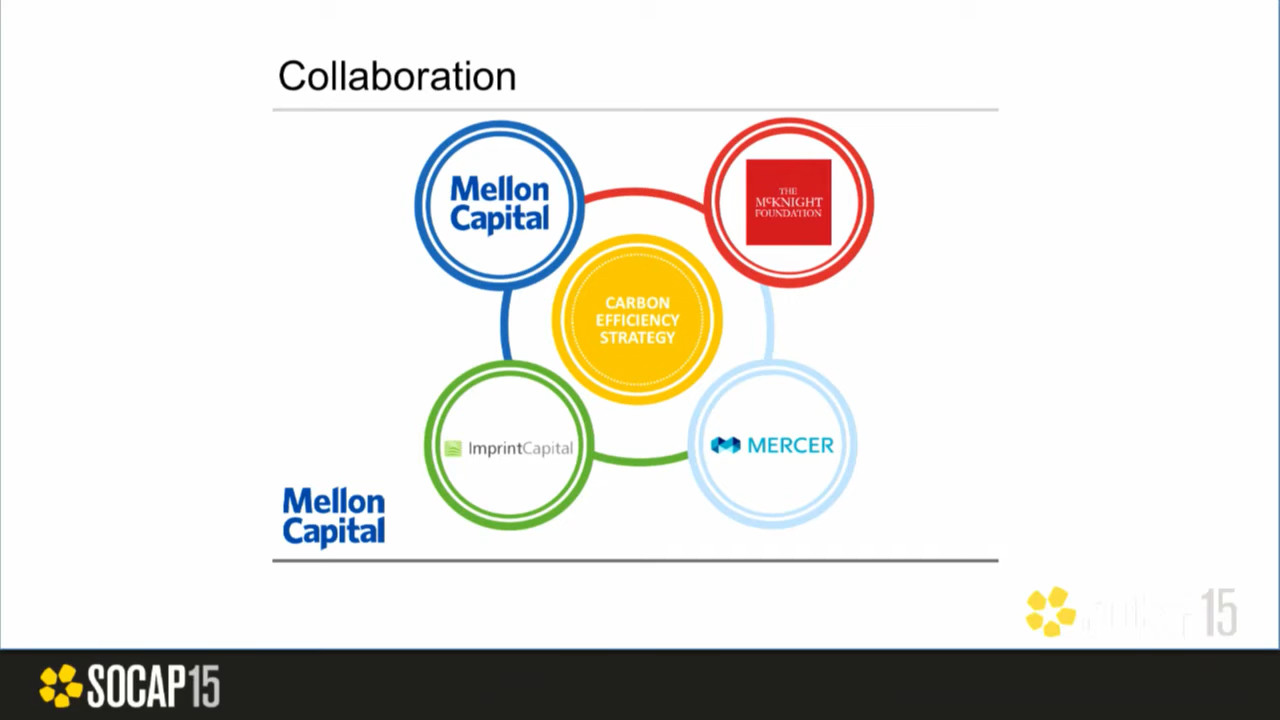 Collaboration
Mellon
Capital
THE
McKNIGHT
FOUNDATION
CARBON
EFFICIENCY
STRATEGY
ImprintCapital
MERCER
Mellon
Capital
15
SOCAP15